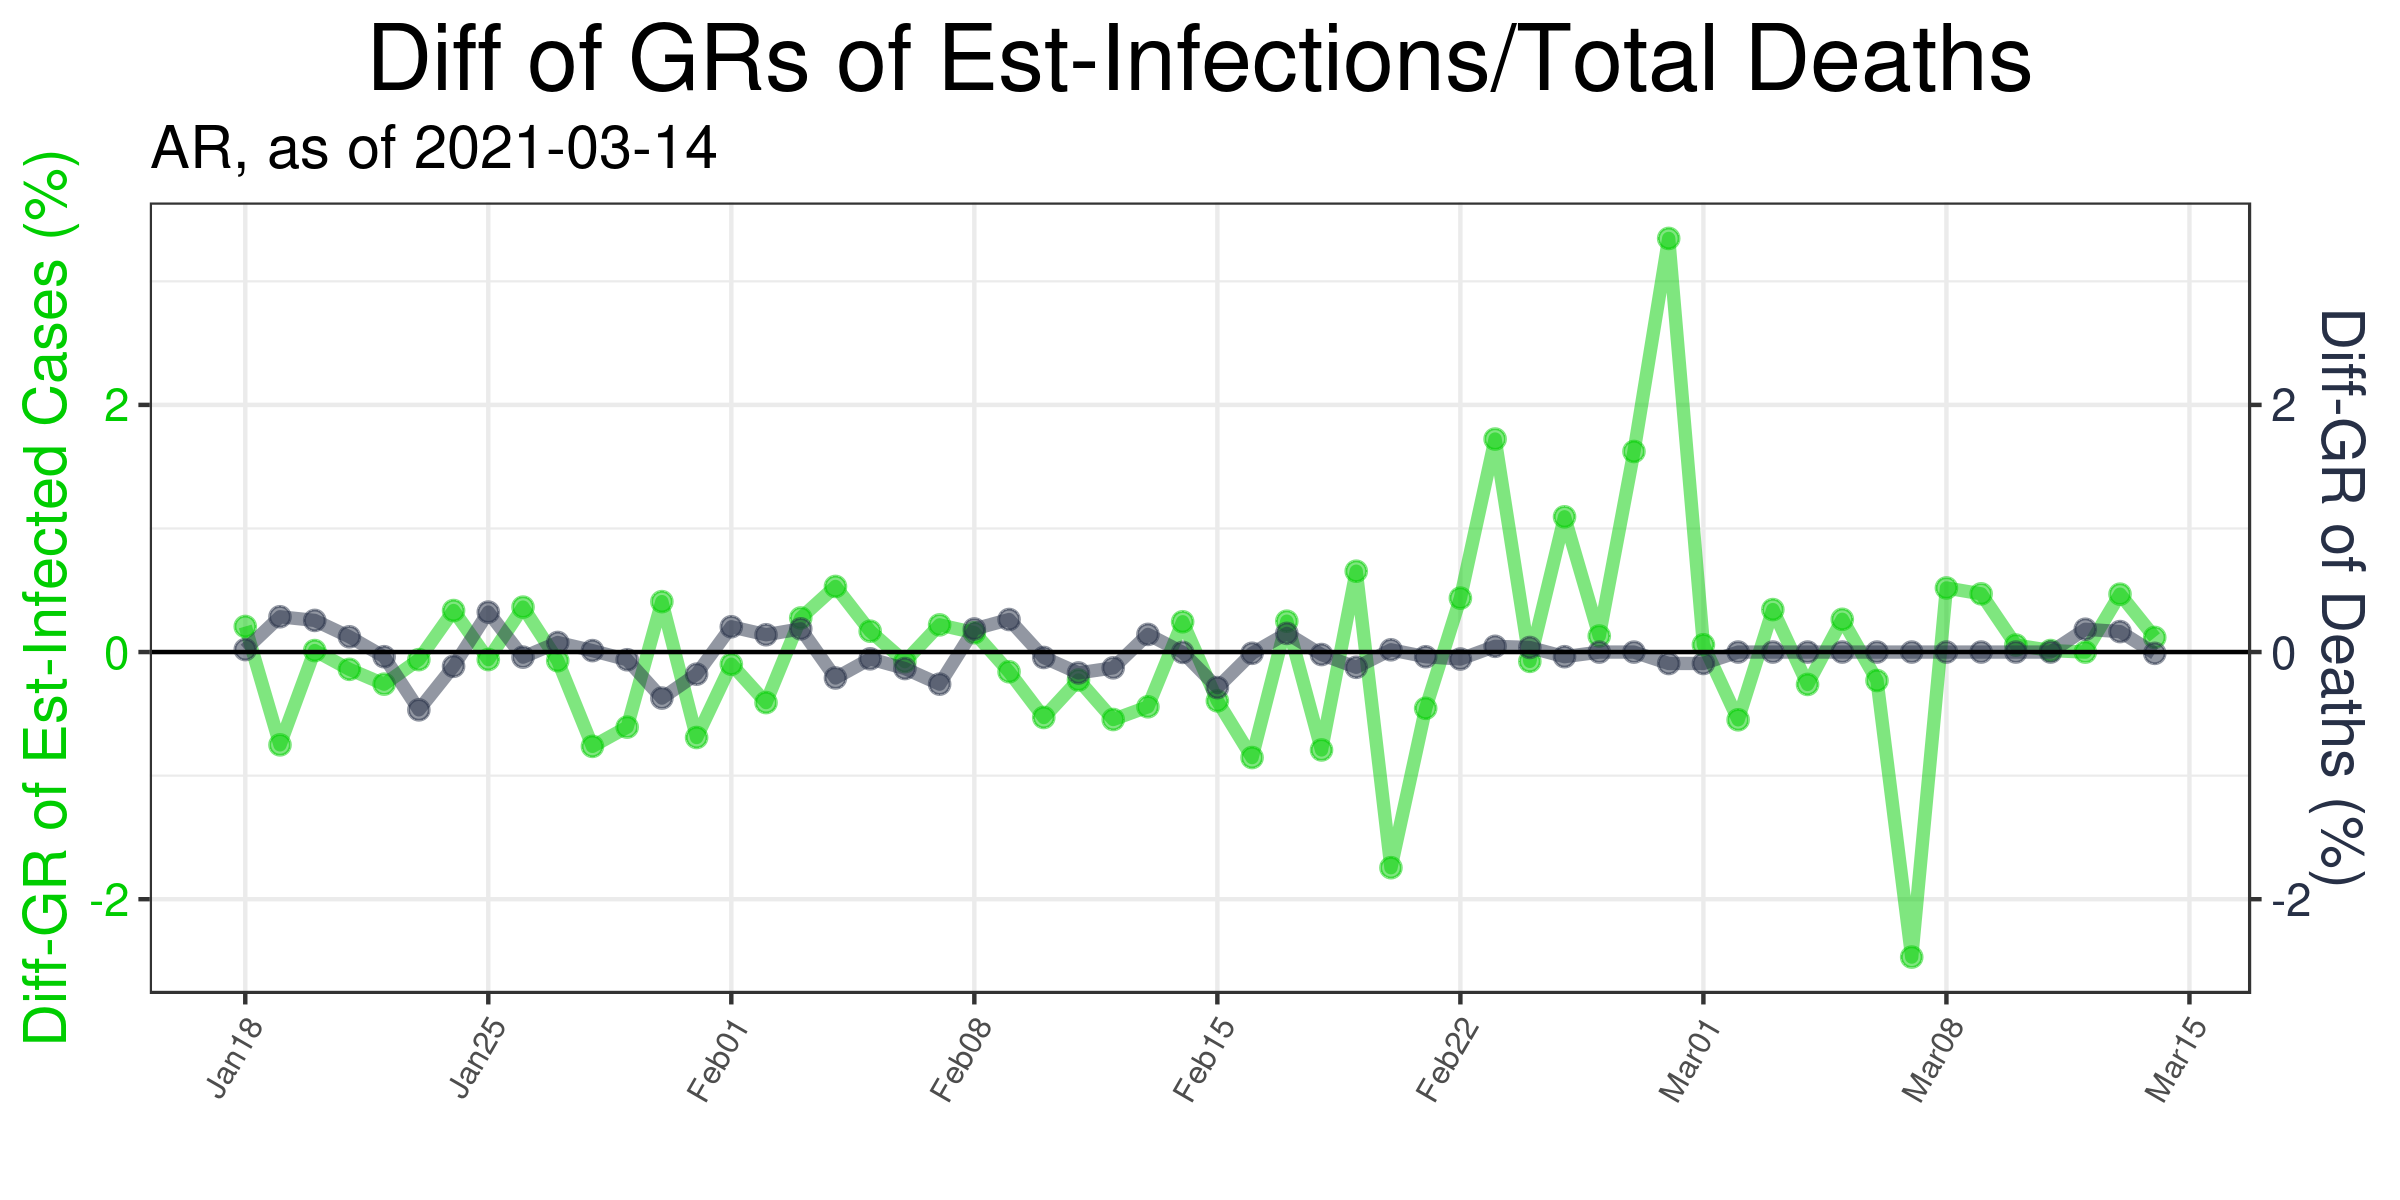 Diff of GRs of Est-Infections/Total Deaths
AR, as of 2021-03-14
Diff-GR of Est-Infected Cases (%)
2
0
-2
2
0
-2
Diff-GR of Deaths (%)
Jan18
Jan25
Feb01
Feb08
Feb15
Feb22
Mar01
Mar08
Mar15